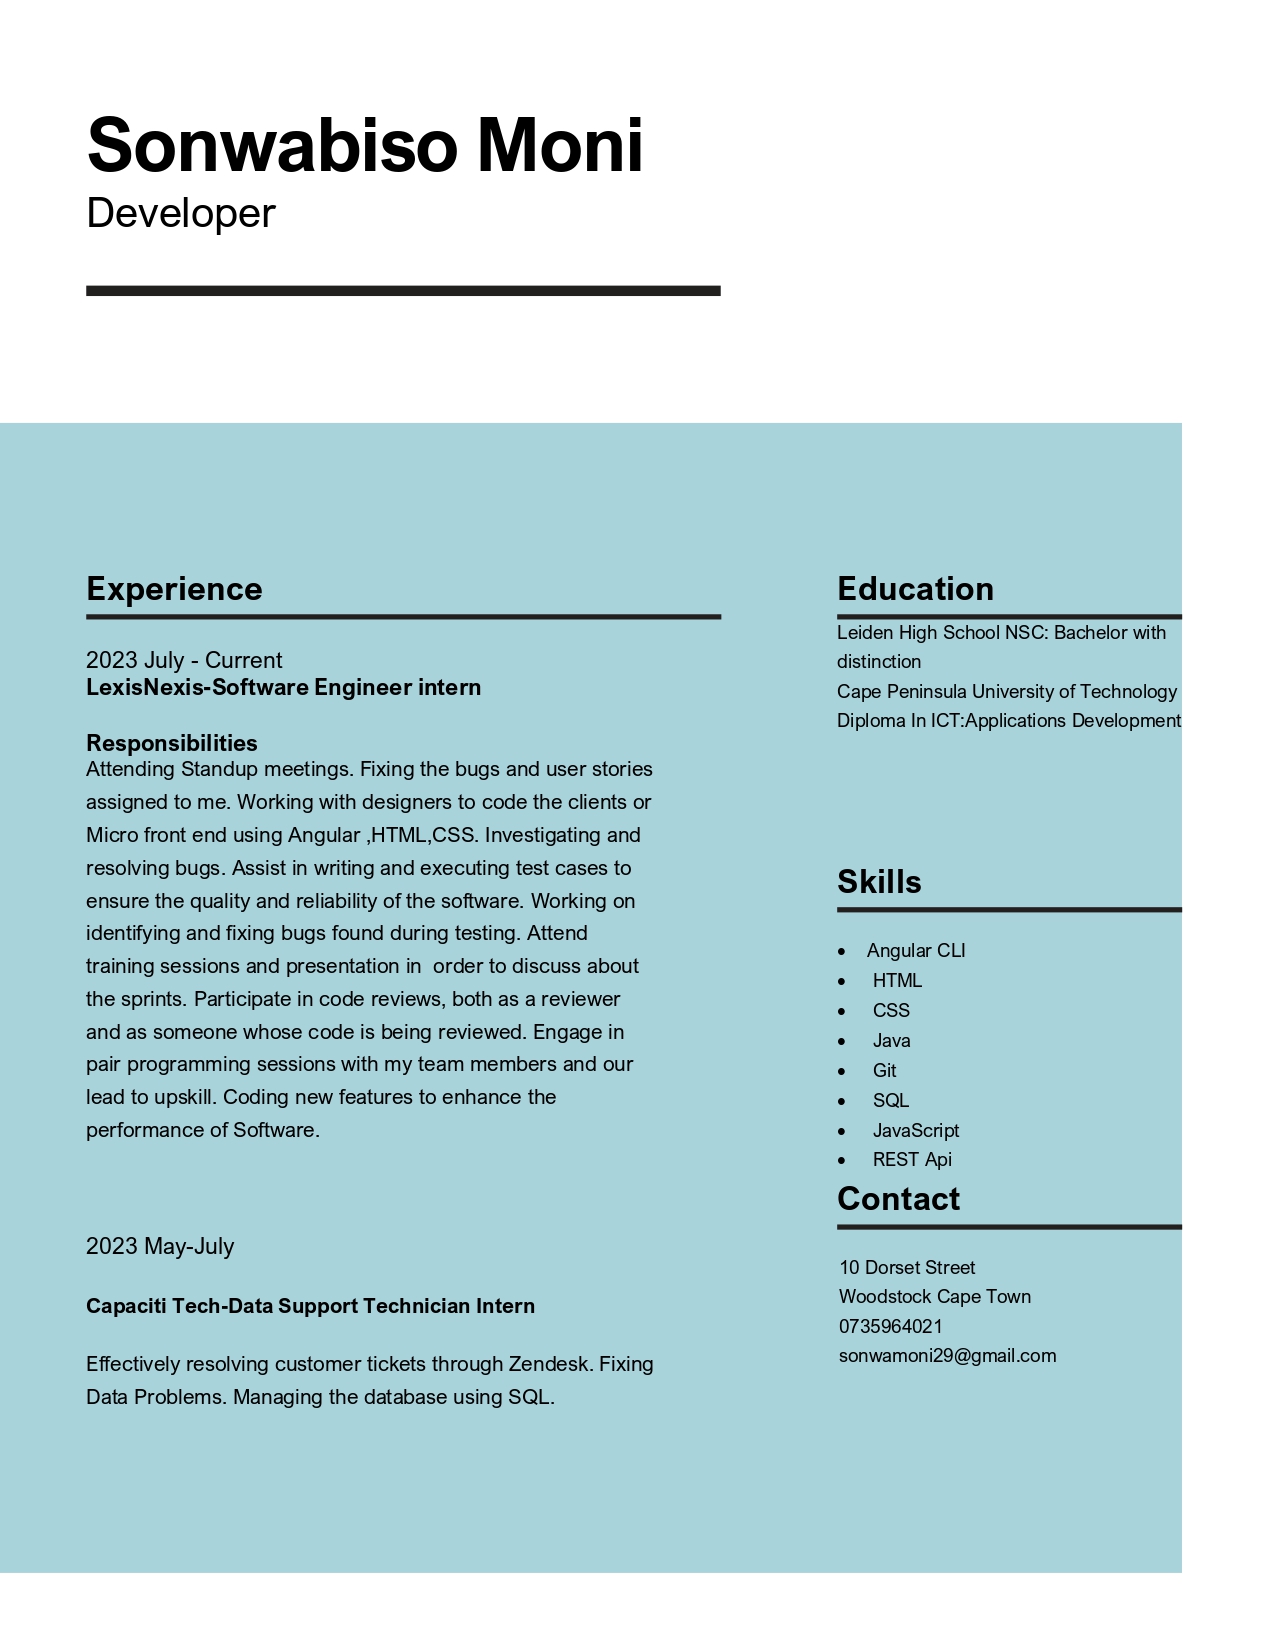 Sonwabiso Moni
Developer
Experience
2023 July - Current
LexisNexis-Software Engineer intern
Responsibilities
Attending Standup meetings. Fixing the bugs and user stories
assigned to me. Working with designers to code the clients or
Micro front end using Angular ,HTML,CSS. Investigating and
resolving bugs. Assist in writing and executing test cases to
ensure the quality and reliability of the software. Working on
identifying and fixing bugs found during testing. Attend
training sessions and presentation in  order to discuss about
the sprints. Participate in code reviews, both as a reviewer
and as someone whose code is being reviewed. Engage in
pair programming sessions with my team members and our
lead to upskill. Coding new features to enhance the
performance of Software.
2023 May-July
Capaciti Tech-Data Support Technician Intern
Effectively resolving customer tickets through Zendesk. Fixing
Data Problems. Managing the database using SQL.
Education
Leiden High School NSC: Bachelor with
distinction
Cape Peninsula University of Technology
Diploma In ICT:Applications Development
Skills
• Angular CLI
• HTML
• CSS
• Java
• Git
• SQL
• JavaScript
• REST Api
Contact
10 Dorset Street
Woodstock Cape Town
0735964021
sonwamoni29@gmail.com